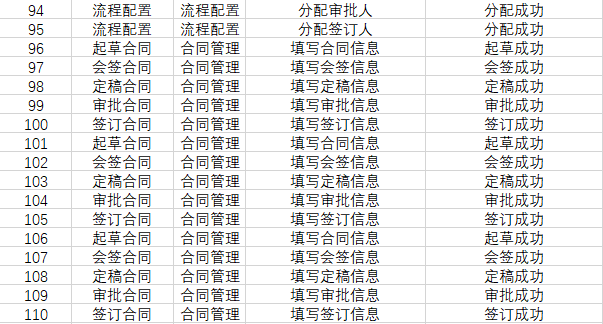 94 流程配置 流程配置 分配审批人 分配成功
95 流程配置 流程配置 分配签订人 分配成功
96 起草合同 合同管理 填写合同信息 起草成功
97 会签合同 合同管理 填写会签信息 会签成功
98 定稿合同 合同管理 填写定稿信息 定稿成功
99 审批合同 合同管理 填写审批信息 审批成功
100 签订合同 合同管理 填写签订信息 签订成功
101 起草合同 合同管理 填写合同信息 起草成功
102 会签合同 合同管理 填写会签信息 会签成功
103 定稿合同 合同管理 填写定稿信息 定稿成功
104 审批合同 合同管理 填写审批信息 审批成功
105 签订合同 合同管理 填写签订信息 签订成功
106 起草合同 合同管理 填写合同信息 起草成功
107 会签合同 合同管理 填写会签信息 会签成功
108 定稿合同 合同管理 填写定稿信息 定稿成功
109 审批合同 合同管理 填写审批信息 审批成功
110 签订合同 合同管理 填写签订信息 签订成功